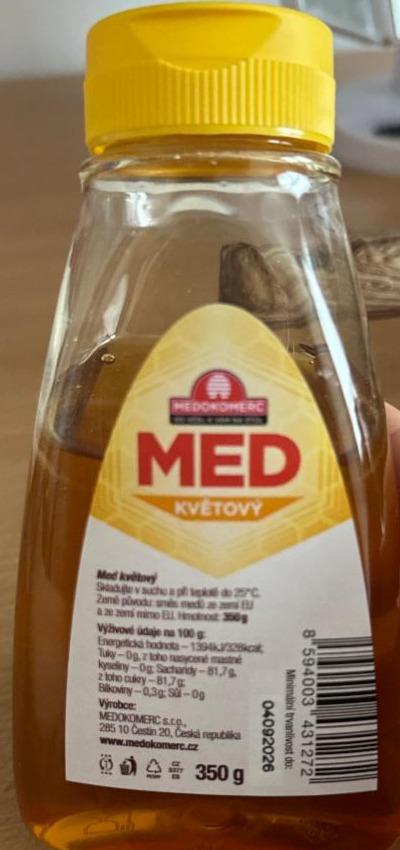 MEDOKOMERC
MED
KVĚTOVÝ
Med květový
Skladujte v suchu a při teplotě do 25°C.
Země původu: směs medů ze zemí EU
a ze zemí mimo EU. Hmotnost: 350g
Výživové údaje na 100 g:
Energetická hodnota – 1394kJ/328kcal;
Tuky – 0g, z toho nasycené mastné
kyseliny – 0g; Sacharidy – 81,7g,
z toho cukry – 81,7g;
Bílkoviny – 0,3g; Sůl – 0g
Výrobce:
MEDOKOMERC s.r.o.,
285 10 Čestín 20, Česká republika
www.medokomerc.cz
350 g
Minimální trvanlivost do:
04092026
8 594003 431272